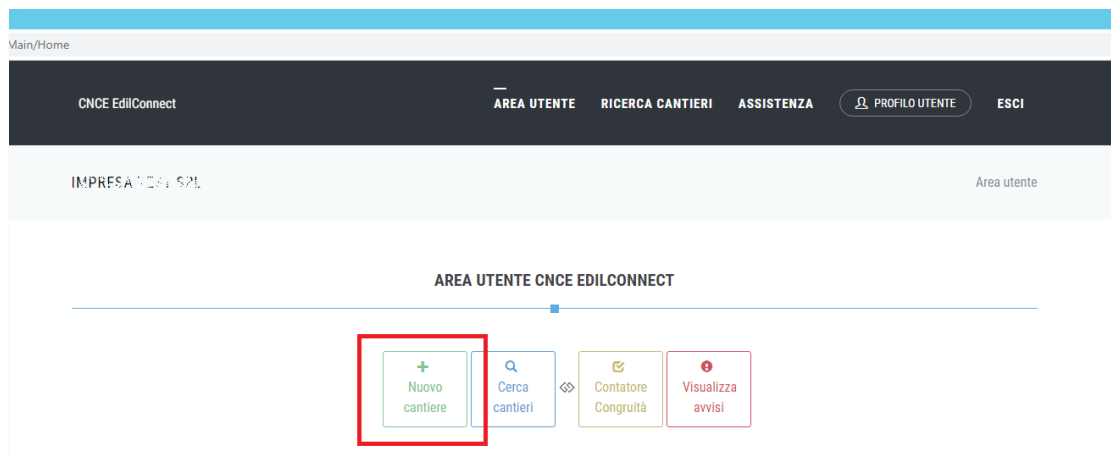 Main/Home
CNCE EdilConnect
AREA UTENTE RICERCA CANTIERI ASSISTENZA PROFILO UTENTE ESCI
IMPRESA SRL
Area utente
AREA UTENTE CNCE EDILCONNECT
Nuovo cantiere
Cerca cantieri
Contatore Congruità
Visualizza avvisi